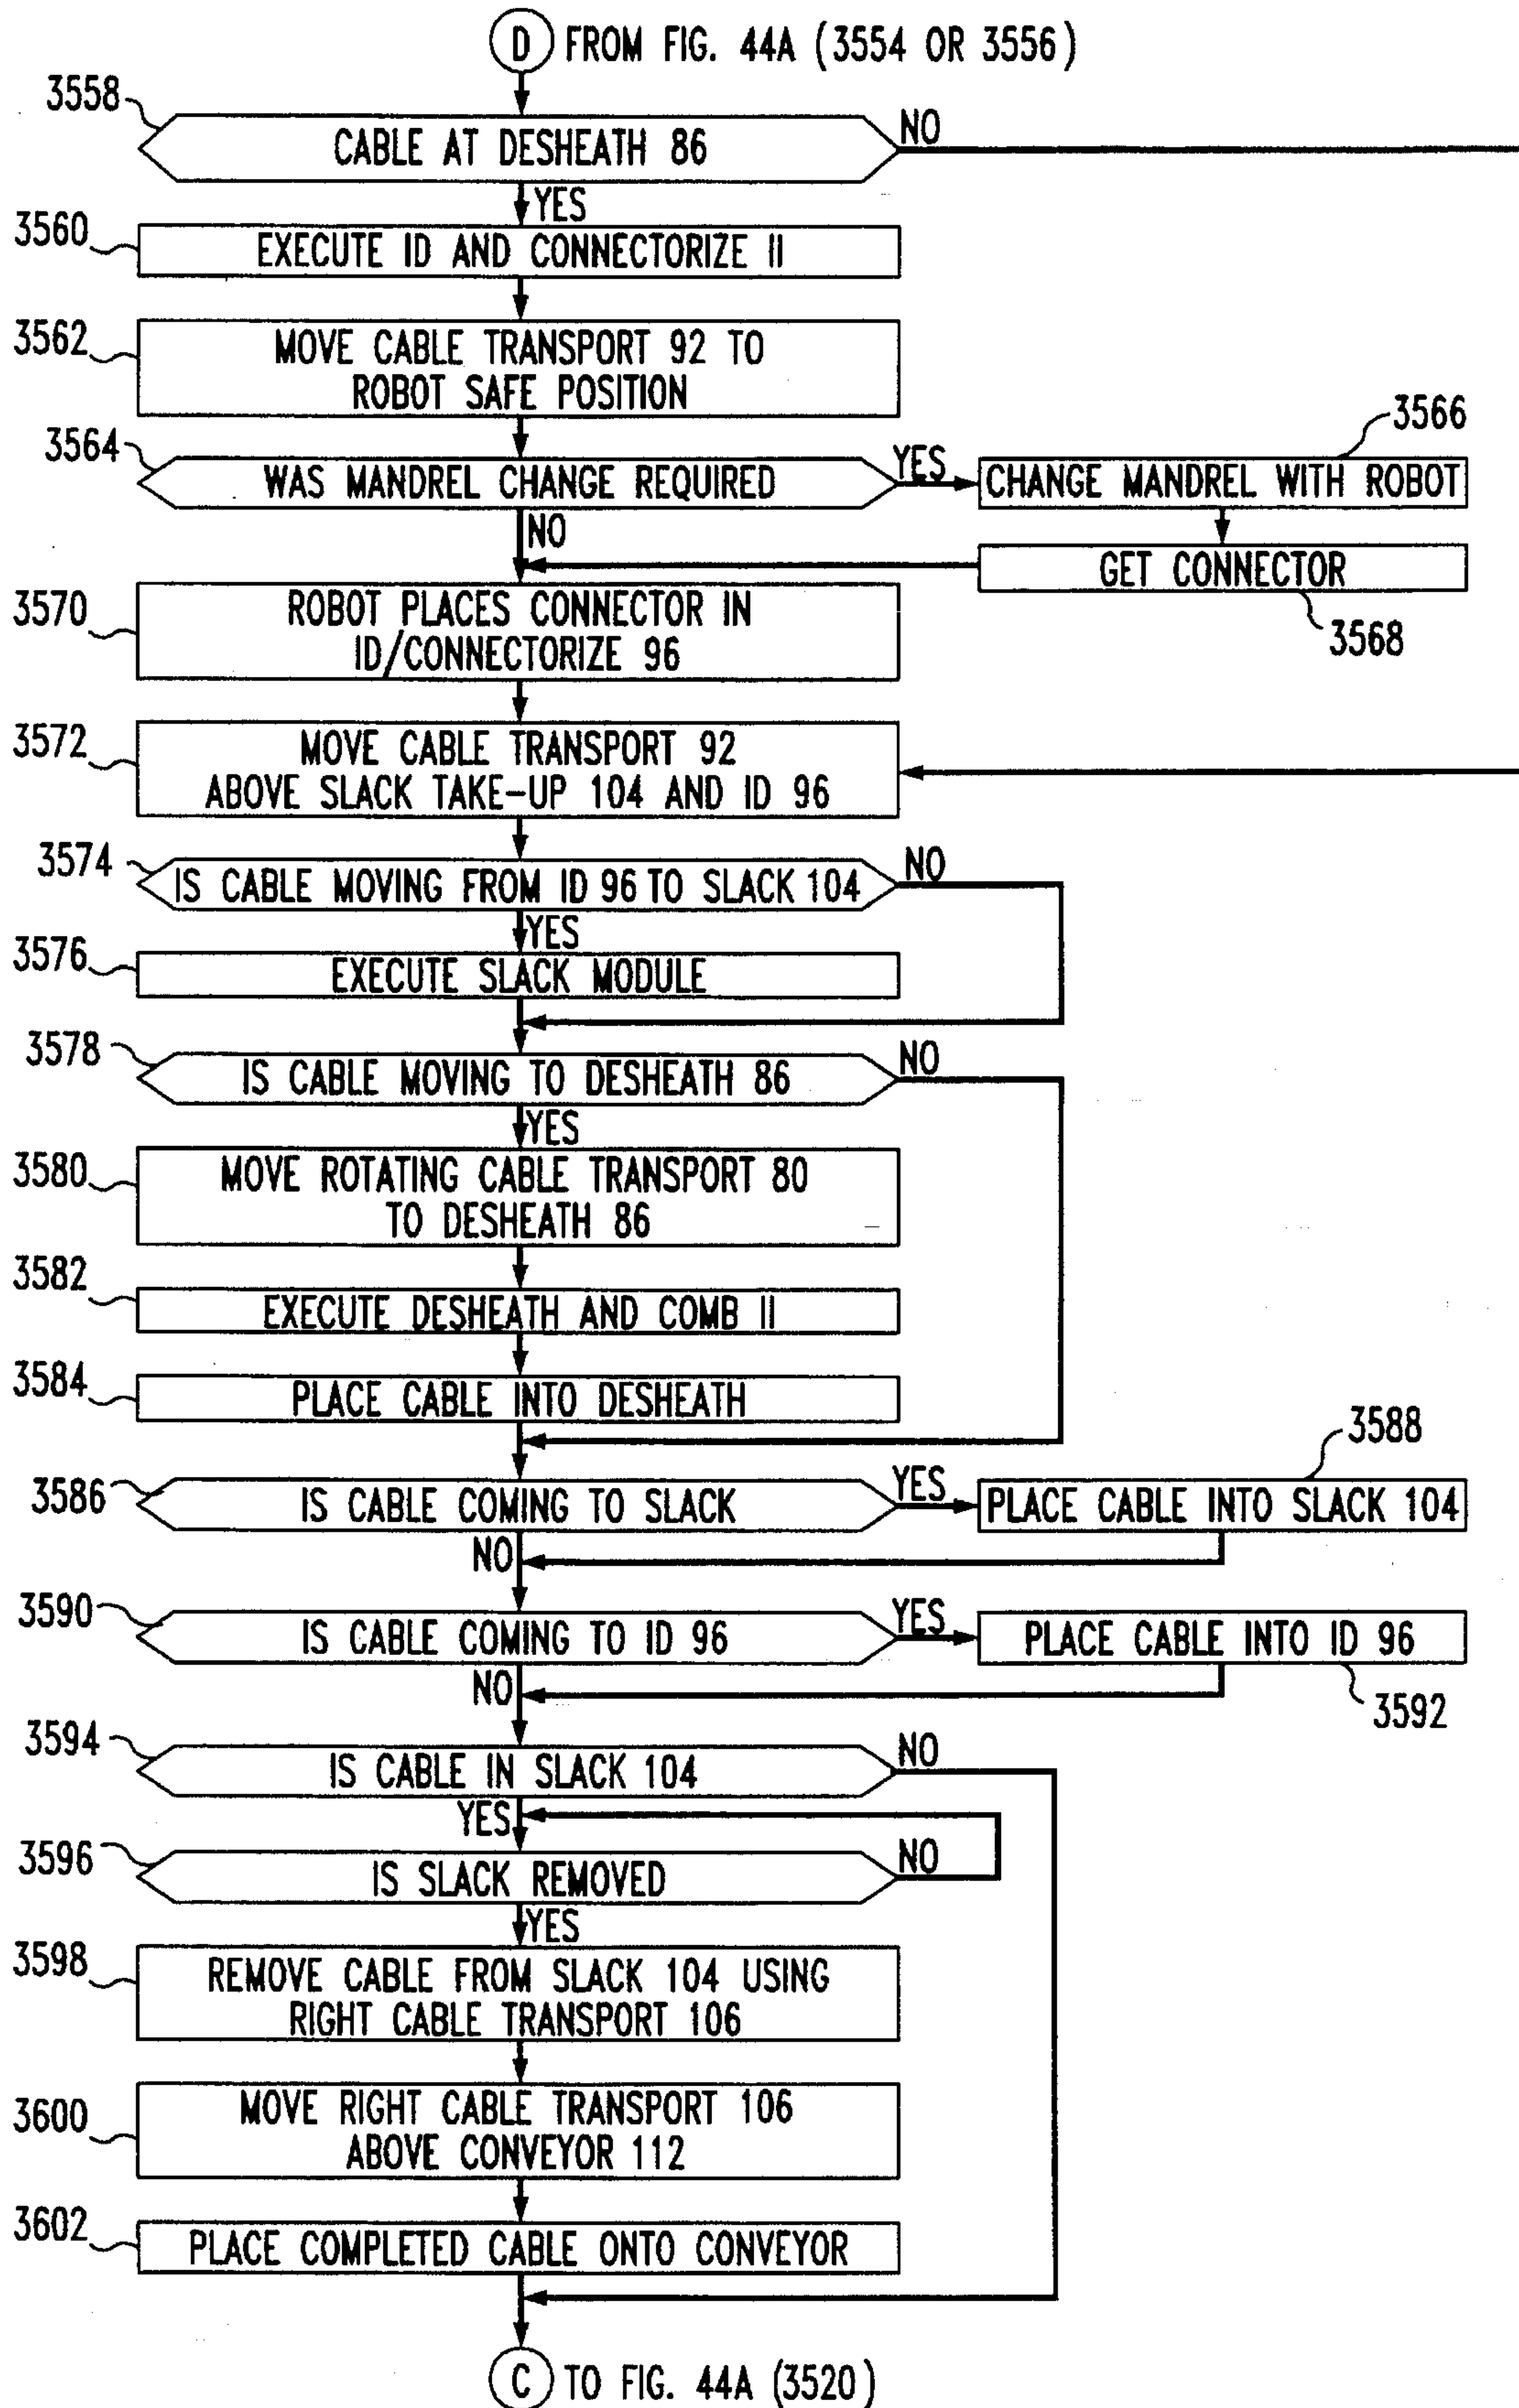 D FROM FIG. 44A (3554 OR 3556)
3558
CABLE AT DESHEATH 86
NO
YES
3560
EXECUTE ID AND CONNECTORIZE II
3562
MOVE CABLE TRANSPORT 92 TO
ROBOT SAFE POSITION
3564
WAS MANDREL CHANGE REQUIRED
YES
3566
CHANGE MANDREL WITH ROBOT
NO
GET CONNECTOR
3568
3570
ROBOT PLACES CONNECTOR IN
ID/CONNECTORIZE 96
3572
MOVE CABLE TRANSPORT 92
ABOVE SLACK TAKE-UP 104 AND ID 96
3574
IS CABLE MOVING FROM ID 96 TO SLACK 104
NO
YES
3576
EXECUTE SLACK MODULE
3578
IS CABLE MOVING TO DESHEATH 86
NO
YES
3580
MOVE ROTATING CABLE TRANSPORT 80
TO DESHEATH 86
3582
EXECUTE DESHEATH AND COMB II
3584
PLACE CABLE INTO DESHEATH
3586
IS CABLE COMING TO SLACK
YES
3588
PLACE CABLE INTO SLACK 104
NO
3590
IS CABLE COMING TO ID 96
YES
PLACE CABLE INTO ID 96
3592
NO
3594
IS CABLE IN SLACK 104
NO
YES
3596
IS SLACK REMOVED
NO
YES
3598
REMOVE CABLE FROM SLACK 104 USING
RIGHT CABLE TRANSPORT 106
3600
MOVE RIGHT CABLE TRANSPORT 106
ABOVE CONVEYOR 112
3602
PLACE COMPLETED CABLE ONTO CONVEYOR
C TO FIG. 44A (3520)